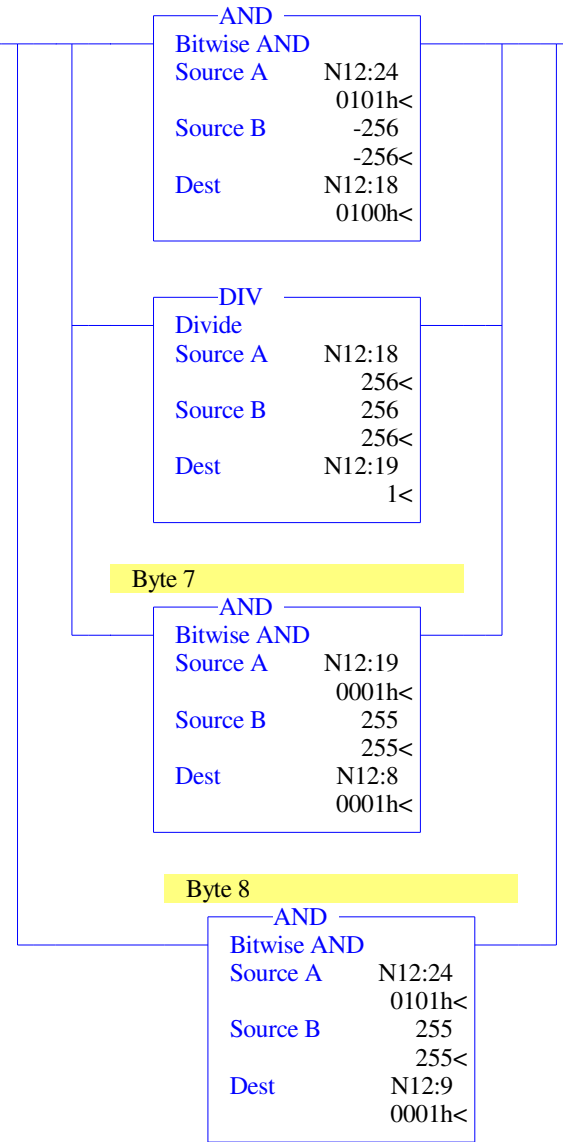 AND
Bitwise AND
Source A N12:24
0101h<
Source B -256
-256<
Dest N12:18
0100h<
DIV
Divide
Source A N12:18
256<
Source B 256
256<
Dest N12:19
1<
Byte 7
AND
Bitwise AND
Source A N12:19
0001h<
Source B 255
255<
Dest N12:8
0001h<
Byte 8
AND
Bitwise AND
Source A N12:24
0101h<
Source B 255
255<
Dest N12:9
0001h<